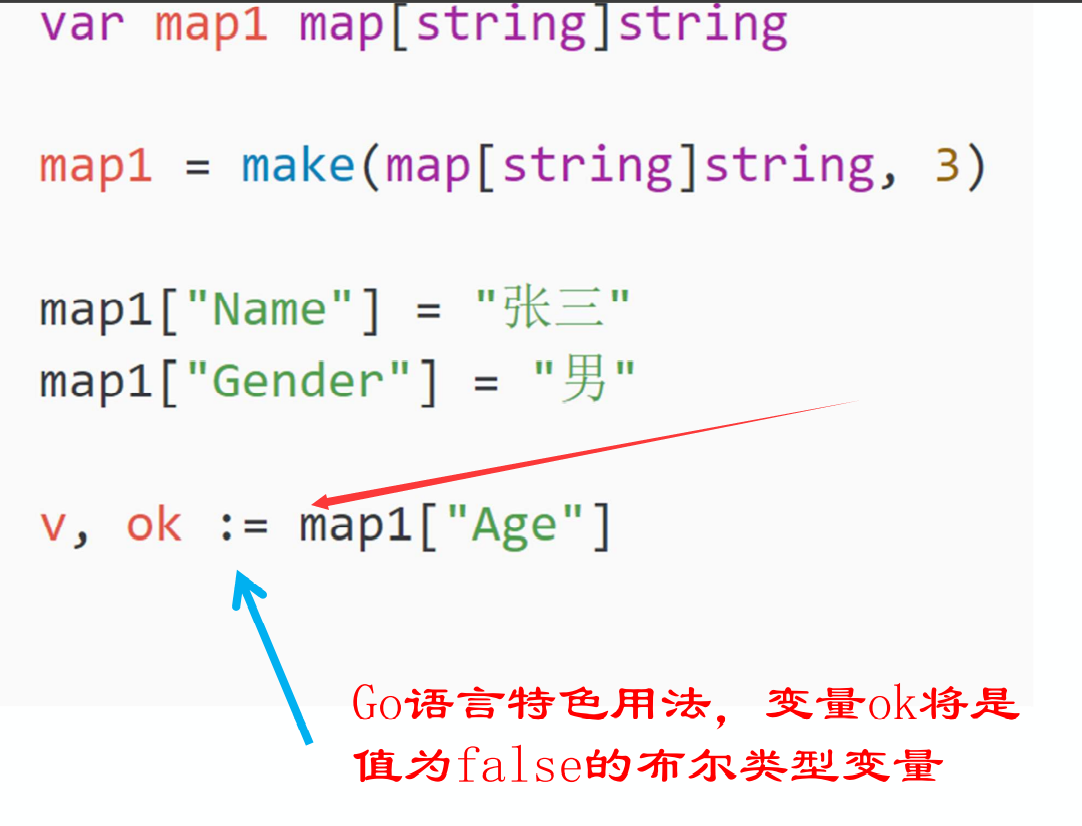 var map1 map[string]string
map1 = make(map[string]string, 3)
map1["Name"] = "张三"
map1["Gender"] = "男"
v, ok := map1["Age"]
Go语言特色用法，变量ok将是
值为false的布尔类型变量